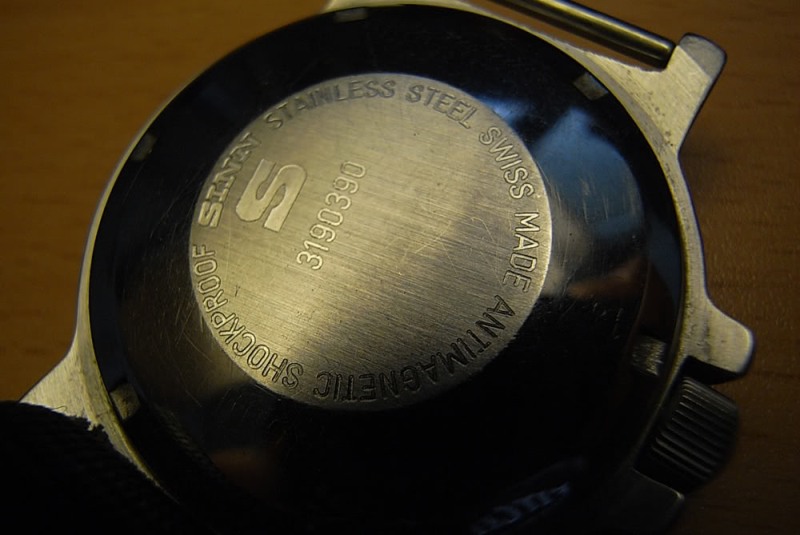 SINN STAINLESS STEEL SWISS MADE ANTIMAGNETIC SHOCKPROOF
S
3190390